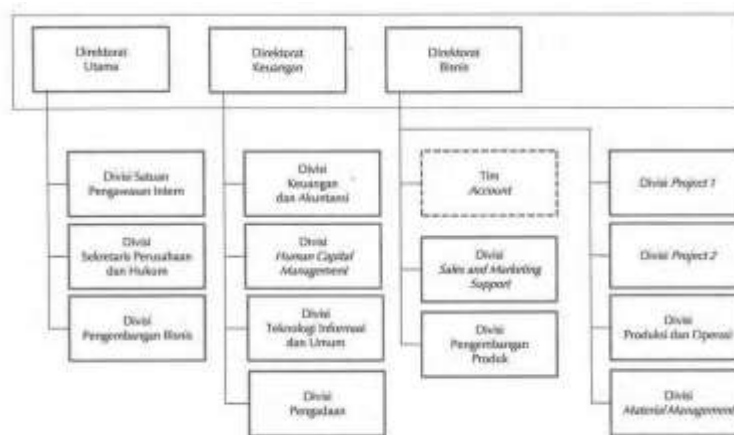 Direktorat
Utama
Direktorat
Keuangan
Direktorat
Bisnis
Divisi Satuan
Pengawasan Intern
Divisi
Sekretaris Perusahaan
dan Hukum
Divisi
Pengembangan Bisnis
Divisi
Keuangan
dan Akuntansi
Divisi
Human Capital
Management
Divisi
Teknologi Informasi
dan Umum
Divisi
Pengadaan
Tim
Account
Divisi
Sales and Marketing
Support
Divisi
Pengembangan
Produk
Divisi Project 1
Divisi Project 2
Divisi
Produksi dan Operasi
Divisi
Material Management